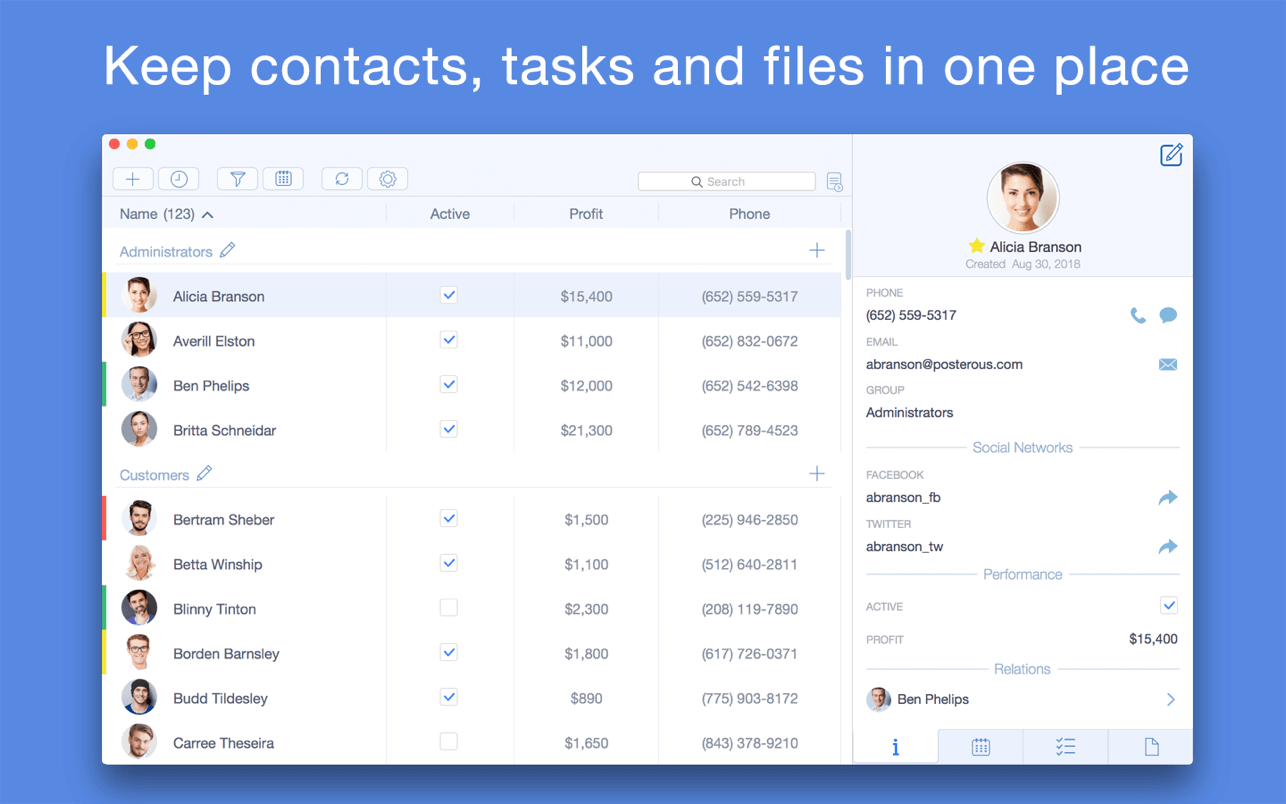 Keep contacts, tasks and files in one place
Search
Name (123) Active Profit Phone
Administrators
Alicia Branson $15,400 (652) 559-5317
Averill Elston $11,000 (652) 832-0672
Ben Phelips $12,000 (652) 542-6398
Britta Schneidar $21,300 (652) 789-4523
Customers
Bertram Sheber $1,500 (225) 946-2850
Betta Winship $1,100 (512) 640-2811
Blinny Tinton $2,300 (208) 119-7890
Borden Barnsley $1,800 (617) 726-0371
Budd Tildesley $890 (775) 903-8172
Carree Theseira $1,650 (843) 378-9210
Alicia Branson
Created Aug 30, 2018
PHONE
(652) 559-5317
EMAIL
abranson@posterous.com
GROUP
Administrators
Social Networks
FACEBOOK
abranson_fb
TWITTER
abranson_tw
Performance
ACTIVE
PROFIT $15,400
Relations
Ben Phelips